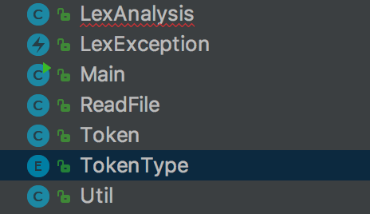 C LexAnalysis
LexException
C Main
C ReadFile
C Token
E TokenType
C Util